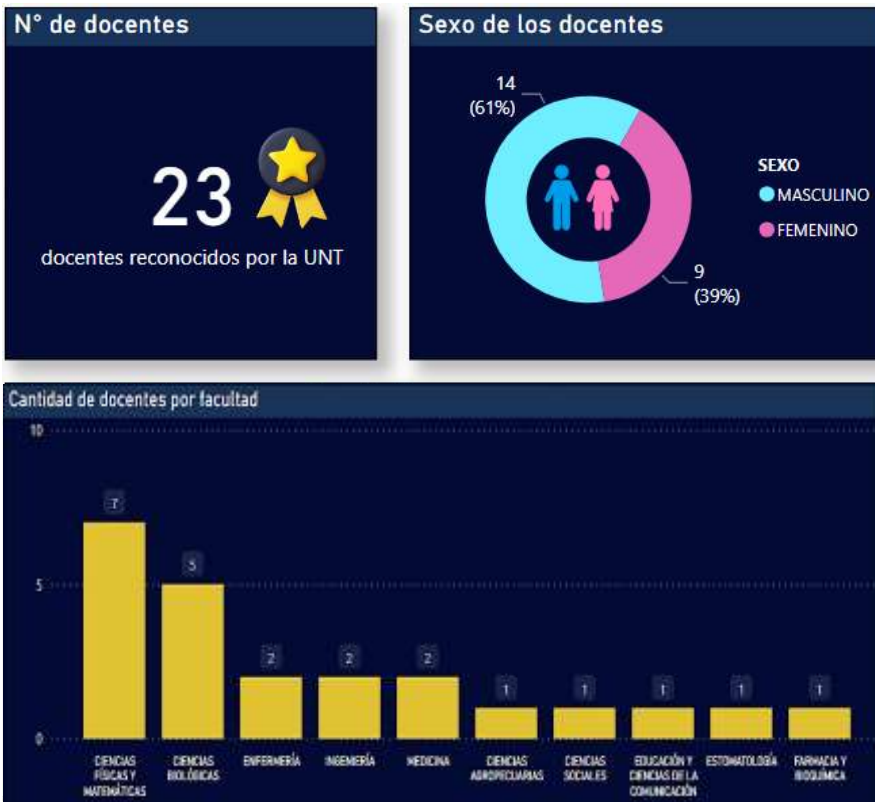 N° de docentes
23
docentes reconocidos por la UNT
Sexo de los docentes
14
(61%)
9
(39%)
SEXO
MASCULINO
FEMENINO
Cantidad de docentes por facultad
10
5
0
7
5
2
2
2
1
1
1
1
1
CIENCIAS
FÍSICAS Y
MATEMÁTICAS
CIENCIAS
BIOLÓGICAS
ENFERMERÍA
INGENIERÍA
MEDICINA
CIENCIAS
AGROPECUARIAS
CIENCIAS
SOCIALES
EDUCACIÓN Y
CIENCIAS DE LA
COMUNICACIÓN
ESTOMATOLOGÍA
FARMACIA Y
BIOQUÍMICA